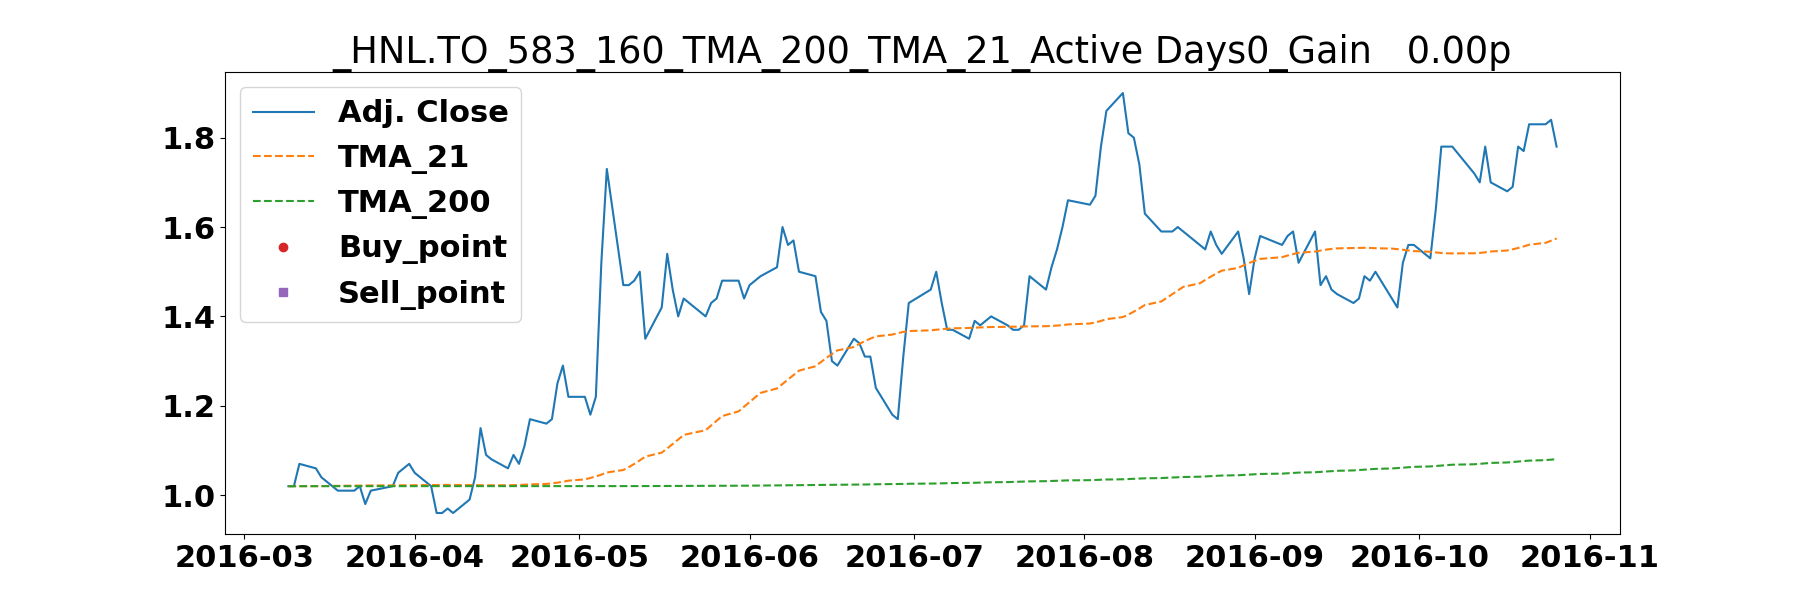 _HNL.TO_583_160_TMA_200_TMA_21_Active Days0_Gain   0.00p
Adj. Close
TMA_21
TMA_200
Buy_point
Sell_point
1.8
1.6
1.4
1.2
1.0
2016-03 2016-04 2016-05 2016-06 2016-07 2016-08 2016-09 2016-10 2016-11